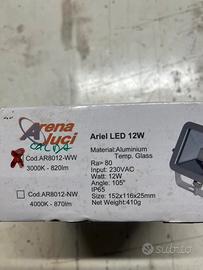 Arena
luci
CALDA
Cod.AR8012-WW
3000K - 820lm
Cod.AR8012-NW
4000K - 870lm
Ariel LED 12W
Material:Aluminium
Temp. Glass
Ra> 80
Input: 230VAC
Watt: 12W
Angle: 105°
IP65
Size: 152x116x25mm
Net Weight:410g
subito